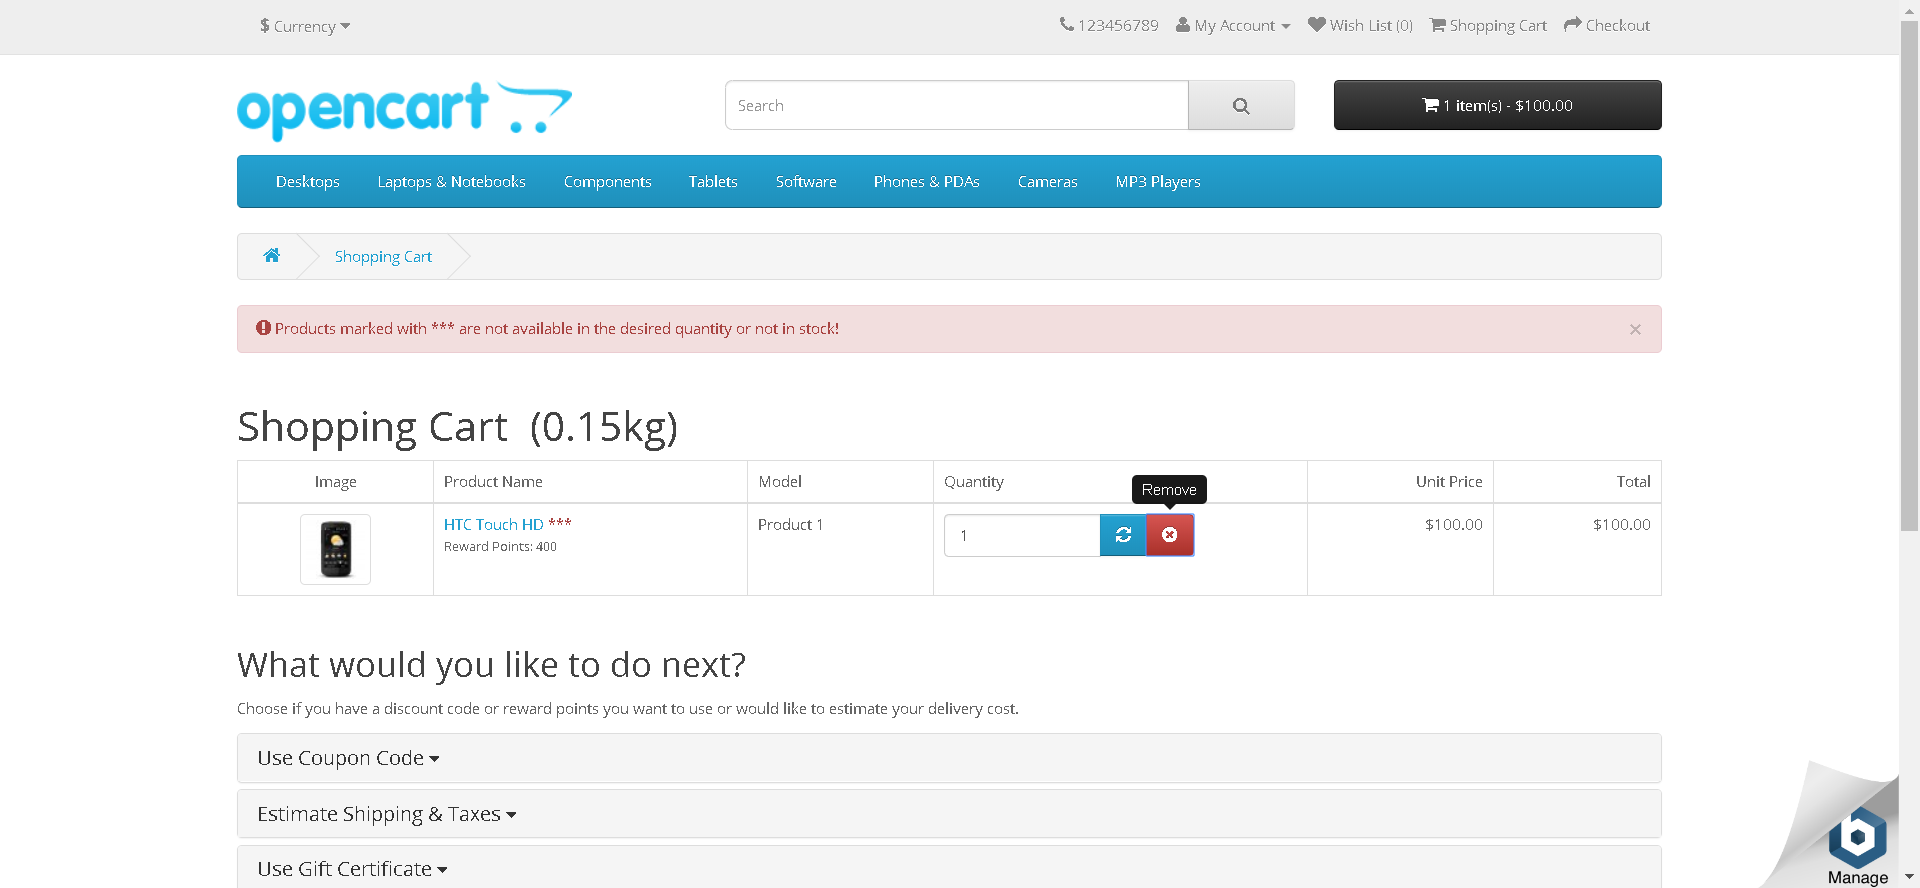 $ Currency
123456789 My Account Wish List (0) Shopping Cart Checkout
opencart
Search
1 item(s) - $100.00
Desktops Laptops & Notebooks Components Tablets Software Phones & PDAs Cameras MP3 Players
Shopping Cart
Products marked with *** are not available in the desired quantity or not in stock!
×
Shopping Cart (0.15kg)
Image Product Name Model Quantity Unit Price Total
Remove
HTC Touch HD *** Product 1 1 $100.00 $100.00
Reward Points: 400
What would you like to do next?
Choose if you have a discount code or reward points you want to use or would like to estimate your delivery cost.
Use Coupon Code
Estimate Shipping & Taxes
Use Gift Certificate
b
Manage